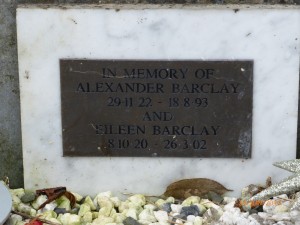 IN MEMORY OF
ALEXANDER BARCLAY
29·11·22 - 18·8·93
AND
EILEEN BARCLAY
8·10·20 - 26·3·02